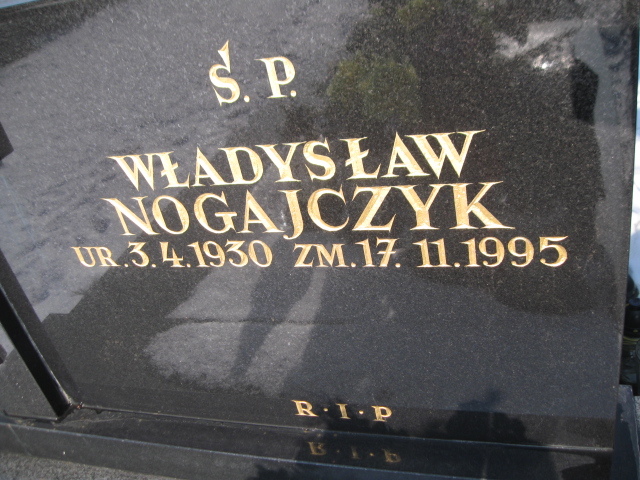 Ś. P.
WŁADYSŁAW
NOGAJCZYK
UR. 3. 4. 1930 ZM. 17. 11. 1995
R·I·P